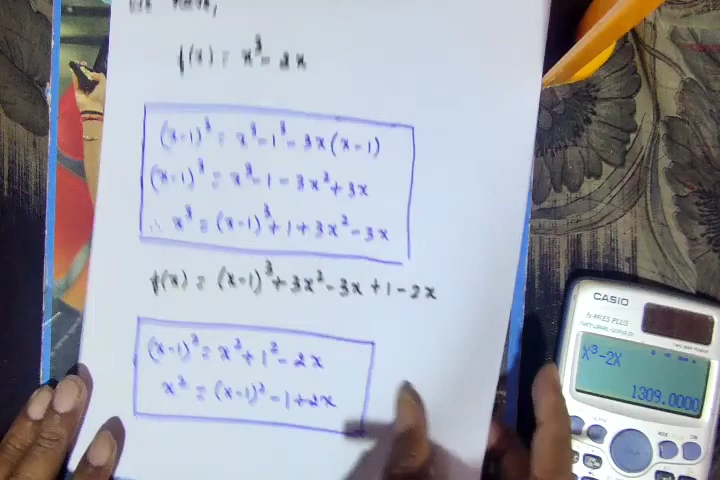 f(x) = x³ - 2x
(x-1)³ = x³ - 1³ - 3x(x-1)
(x-1)³ = x³ - 1 - 3x² + 3x
∴ x³ = (x-1)³ + 1 + 3x² - 3x
f(x) = (x-1)³ + 3x² - 3x + 1 - 2x
(x-1)² = x² + 1² - 2x
x² = (x-1)² - 1 + 2x
CASIO
X³-2X
1309.0000